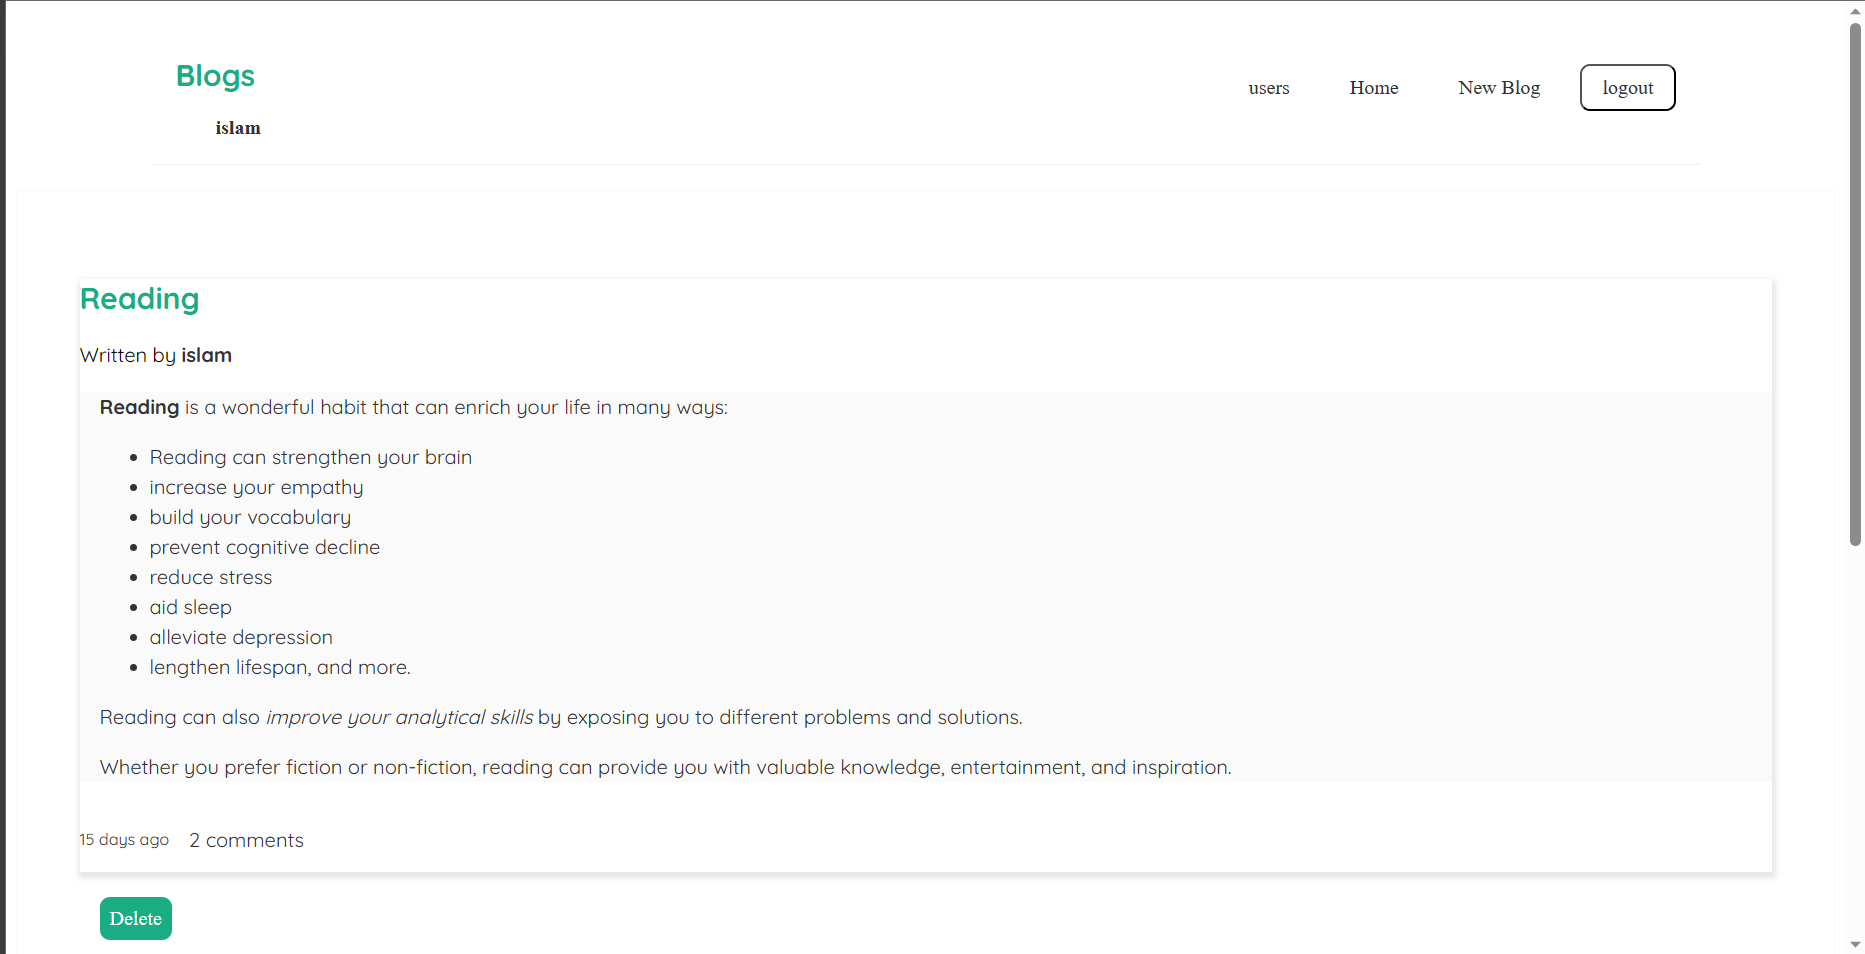 Blogs
islam
users
Home
New Blog
logout
Reading
Written by islam
Reading is a wonderful habit that can enrich your life in many ways:
Reading can strengthen your brain
increase your empathy
build your vocabulary
prevent cognitive decline
reduce stress
aid sleep
alleviate depression
lengthen lifespan, and more.
Reading can also improve your analytical skills by exposing you to different problems and solutions.
Whether you prefer fiction or non-fiction, reading can provide you with valuable knowledge, entertainment, and inspiration.
15 days ago 2 comments
Delete